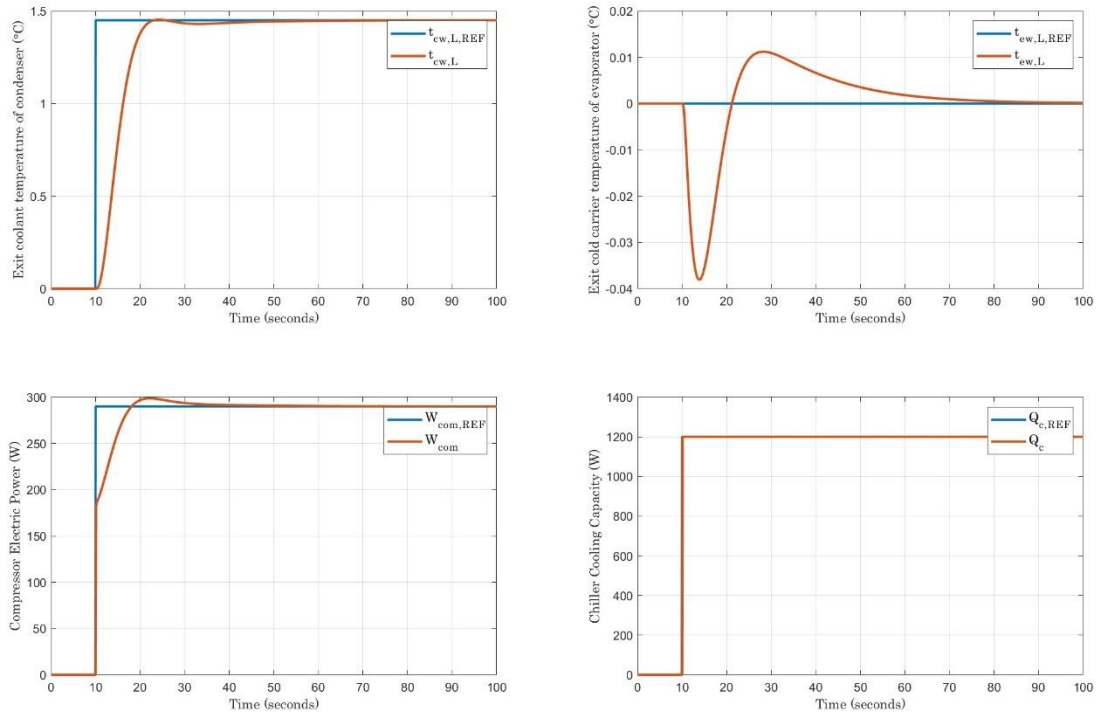 Exit coolant temperature of condenser (°C)
1.5
1
0.5
0
0 10 20 30 40 50 60 70 80 90 100
Time (seconds)
t_cw,L,REF
t_cw,L
Exit cold carrier temperature of evaporator (°C)
0.02
0.01
0
-0.01
-0.02
-0.03
-0.04
0 10 20 30 40 50 60 70 80 90 100
Time (seconds)
t_ew,L,REF
t_ew,L
Compressor Electric Power (W)
300
250
200
150
100
50
0
0 10 20 30 40 50 60 70 80 90 100
Time (seconds)
W_com,REF
W_com
Chiller Cooling Capacity (W)
1400
1200
1000
800
600
400
200
0
0 10 20 30 40 50 60 70 80 90 100
Time (seconds)
Q_c,REF
Q_c